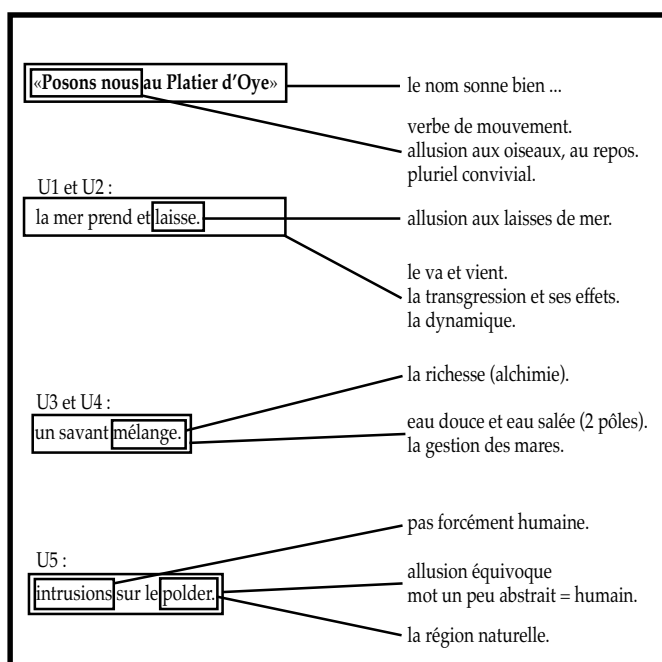 «Posons nous au Platier d'Oye»
le nom sonne bien ...
verbe de mouvement.
allusion aux oiseaux, au repos.
pluriel convivial.
U1 et U2 :
la mer prend et laisse.
allusion aux laisses de mer.
le va et vient.
la transgression et ses effets.
la dynamique.
la richesse (alchimie).
U3 et U4 :
un savant mélange.
eau douce et eau salée (2 pôles).
la gestion des mares.
pas forcément humaine.
U5 :
intrusions sur le polder.
allusion équivoque
mot un peu abstrait = humain.
la région naturelle.